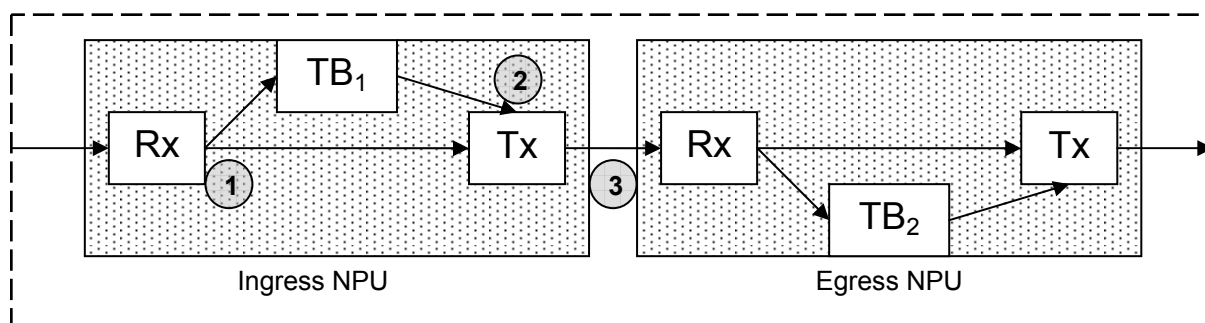 TB₁
2
Rx
Tx
Rx
Tx
1
3
TB₂
Ingress NPU
Egress NPU